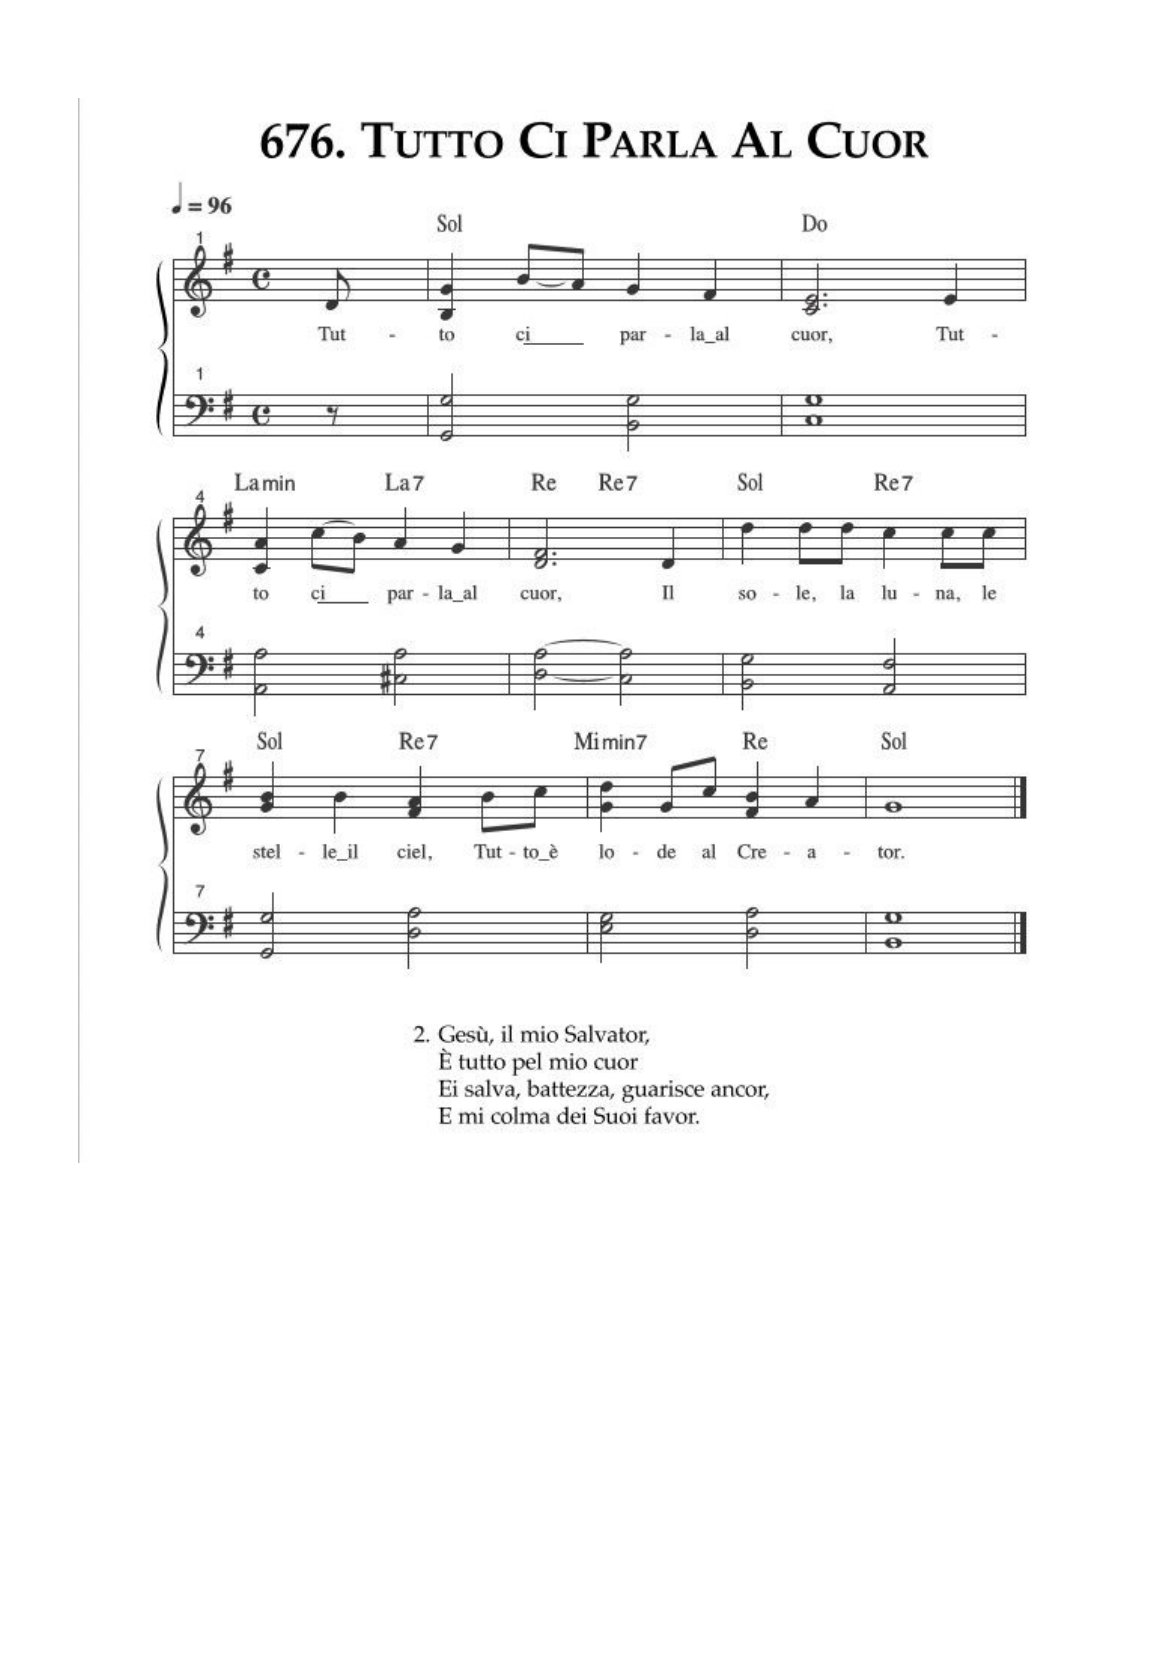 676. Tutto Ci Parla Al Cuor
= 96
Sol Do
1
Tut - to ci____ par - la_al cuor, Tut -
1
Lamin La7 Re Re7 Sol Re7
4
to ci____ par - la_al cuor, Il so - le, la lu - na, le
4
Sol Re7 Mimin7 Re Sol
7
stel - le_il ciel, Tut - to_è lo - de al Cre - a - tor.
7
2. Gesù, il mio Salvator,
È tutto pel mio cuor
Ei salva, battezza, guarisce ancor,
E mi colma dei Suoi favor.